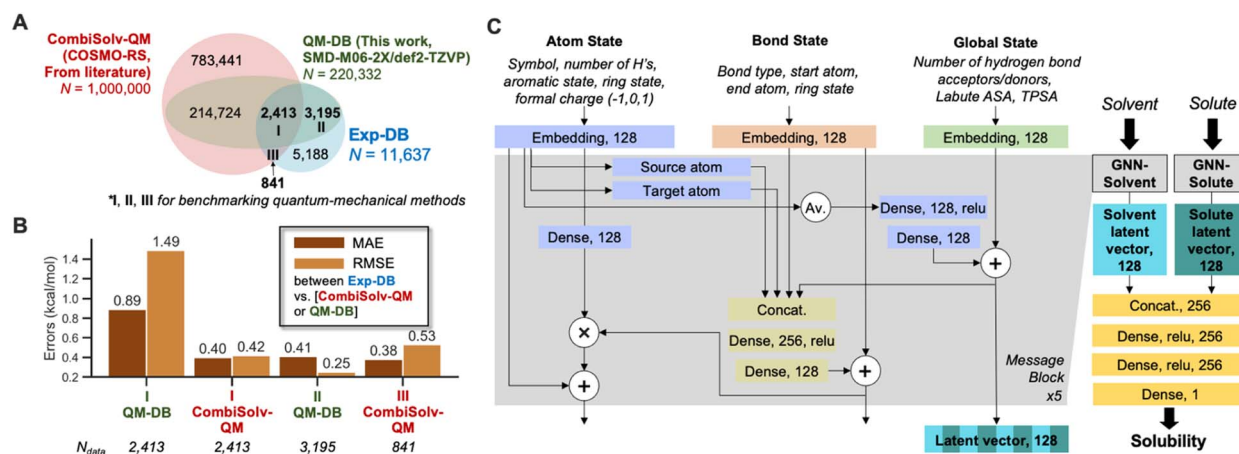 A
CombiSolv-QM
(COSMO-RS,
From literature)
N = 1,000,000
QM-DB (This work,
SMD-M06-2X/def2-TZVP)
N = 220,332
783,441
214,724
2,413
I
3,195
II
III
5,188
841
Exp-DB
N = 11,637
*I, II, III for benchmarking quantum-mechanical methods
B
Errors (kcal/mol)
1.4
1.2
1.0
0.8
0.6
0.4
0.2
0.89
1.49
0.40
0.42
0.41
0.25
0.38
0.53
MAE
RMSE
between Exp-DB
vs. [CombiSolv-QM
or QM-DB]
I
QM-DB
I
CombiSolv-
QM
II
QM-DB
III
CombiSolv-
QM
Ndata
2,413
2,413
3,195
841
C
Atom State
Symbol, number of H's,
aromatic state, ring state,
formal charge (-1,0,1)
Embedding, 128
Bond State
Bond type, start atom,
end atom, ring state
Embedding, 128
Global State
Number of hydrogen bond
acceptors/donors,
Labute ASA, TPSA
Embedding, 128
Source atom
Target atom
Av.
Dense, 128, relu
Dense, 128
Dense, 128
+
Concat.
×
Dense, 256, relu
Dense, 128
+
+
Message
Block
x5
Latent vector, 128
Solvent
Solute
GNN-
Solvent
GNN-
Solute
Solvent
latent
vector,
128
Solute
latent
vector,
128
Concat., 256
Dense, relu, 256
Dense, relu, 256
Dense, 1
Solubility